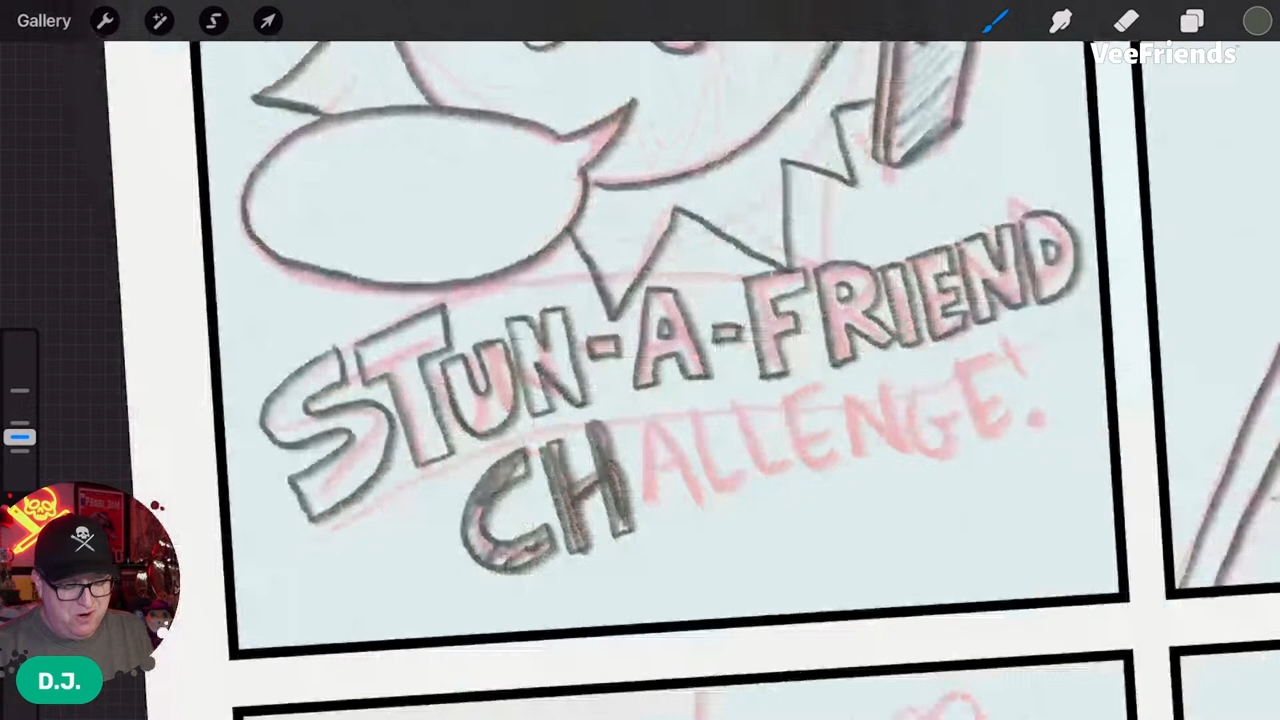 Gallery
VeeFriends
STUN-A-FRIEND
CHALLENGE!
D.J.